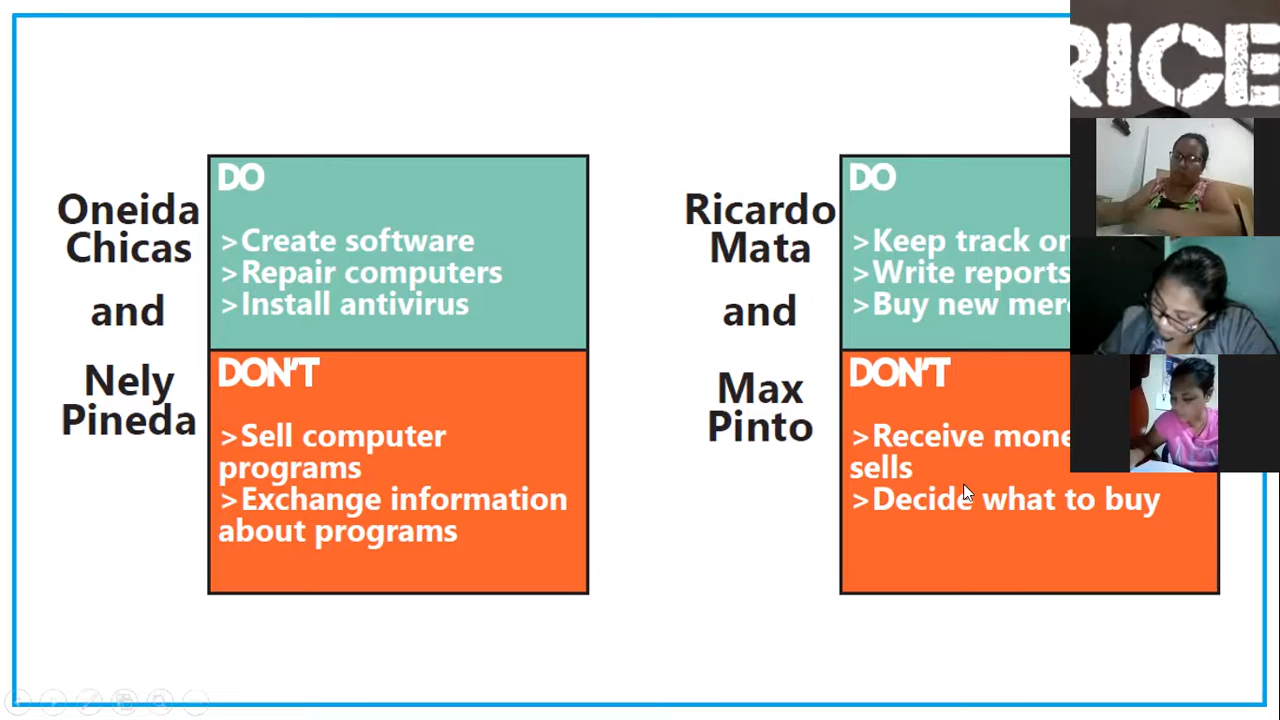 RICE
Oneida
Chicas
and
Nely
Pineda
DO
>Create software
>Repair computers
>Install antivirus
DON'T
>Sell computer
programs
>Exchange information
about programs
Ricardo
Mata
and
Max
Pinto
DO
>Keep track
>Write reports
>Buy new
DON'T
>Receive
sells
>Decide what to buy